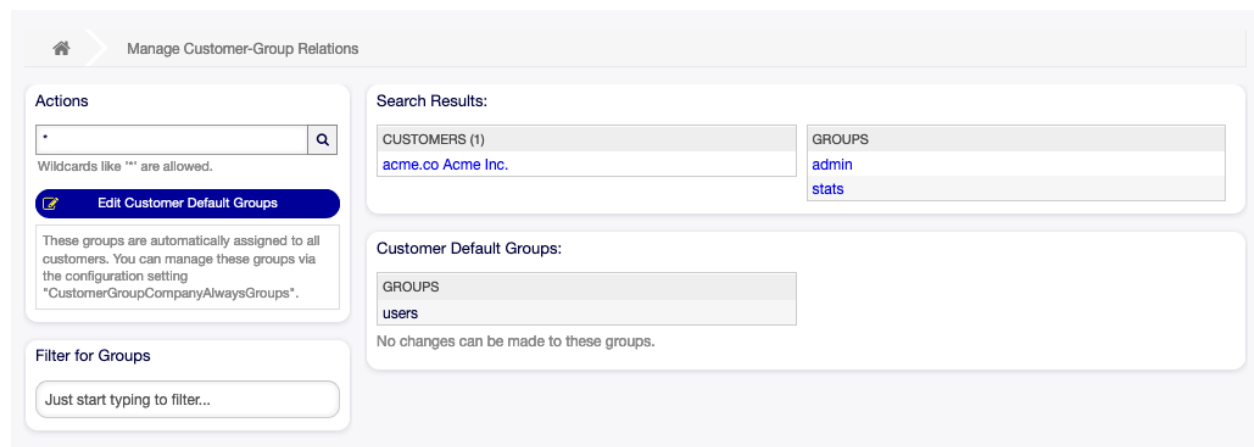 Manage Customer-Group Relations
Actions
*
Wildcards like '*' are allowed.
Edit Customer Default Groups
These groups are automatically assigned to all
customers. You can manage these groups via
the configuration setting
"CustomerGroupCompanyAlwaysGroups".
Filter for Groups
Just start typing to filter...
Search Results:
CUSTOMERS (1)
acme.co Acme Inc.
GROUPS
admin
stats
Customer Default Groups:
GROUPS
users
No changes can be made to these groups.